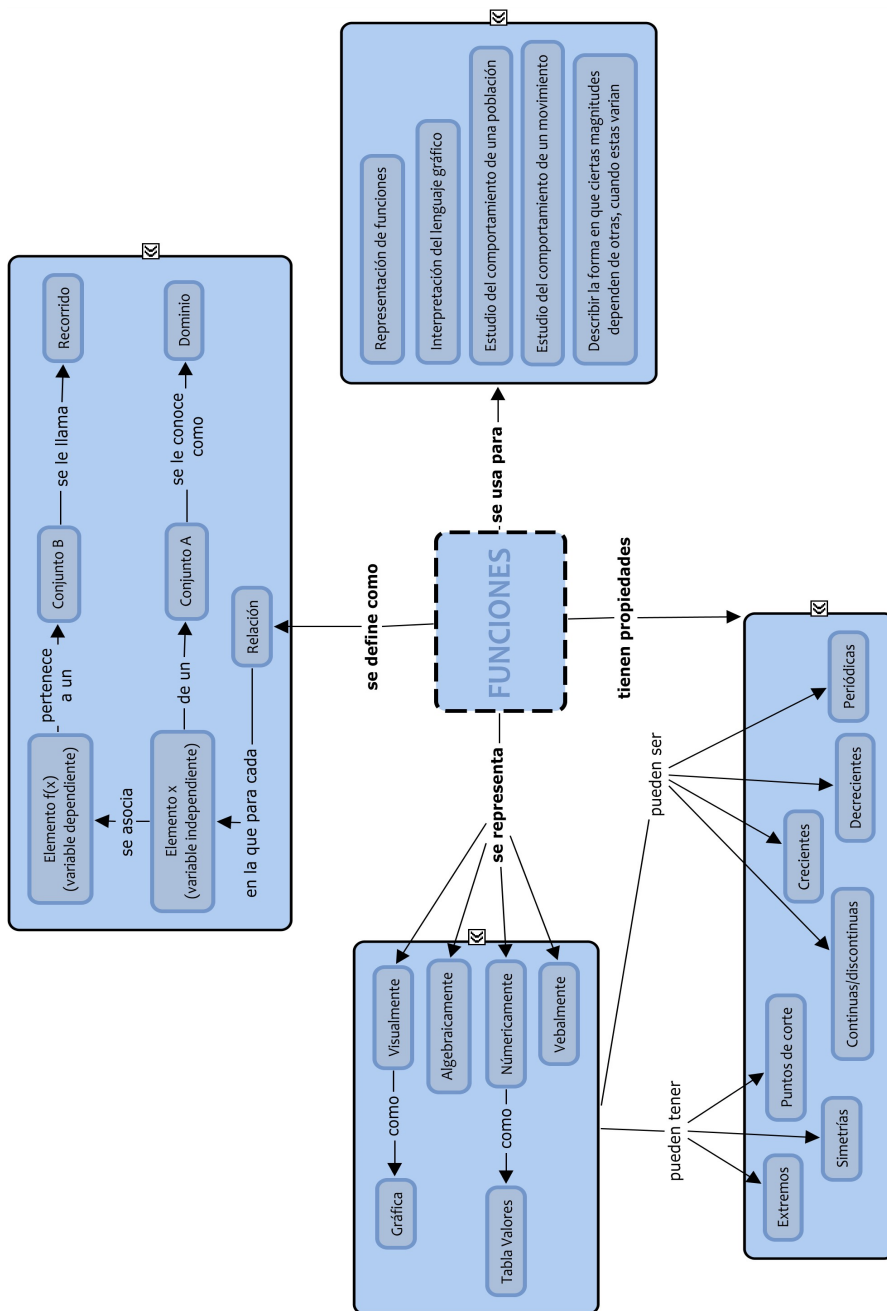 Elemento f(x)
(variable dependiente)
pertenece
a un
Conjunto B
se le llama
Recorrido
se asocia
Elemento x
(variable independiente)
de un
Conjunto A
se le conoce
como
Dominio
en la que para cada
Relación
se define como
Visualmente
como
Gráfica
Algebraicamente
Númericamente
como
Tabla Valores
Vebalmente
se representa
FUNCIONES
se usa para
Representación de funciones
Interpretación del lenguaje gráfico
Estudio del comportamiento de una población
Estudio del comportamiento de un movimiento
Describir la forma en que ciertas magnitudes
dependen de otras, cuando estas varian
tienen propiedades
pueden tener
pueden ser
Extremos
Simetrías
Puntos de corte
Continuas/discontinuas
Crecientes
Decrecientes
Periódicas